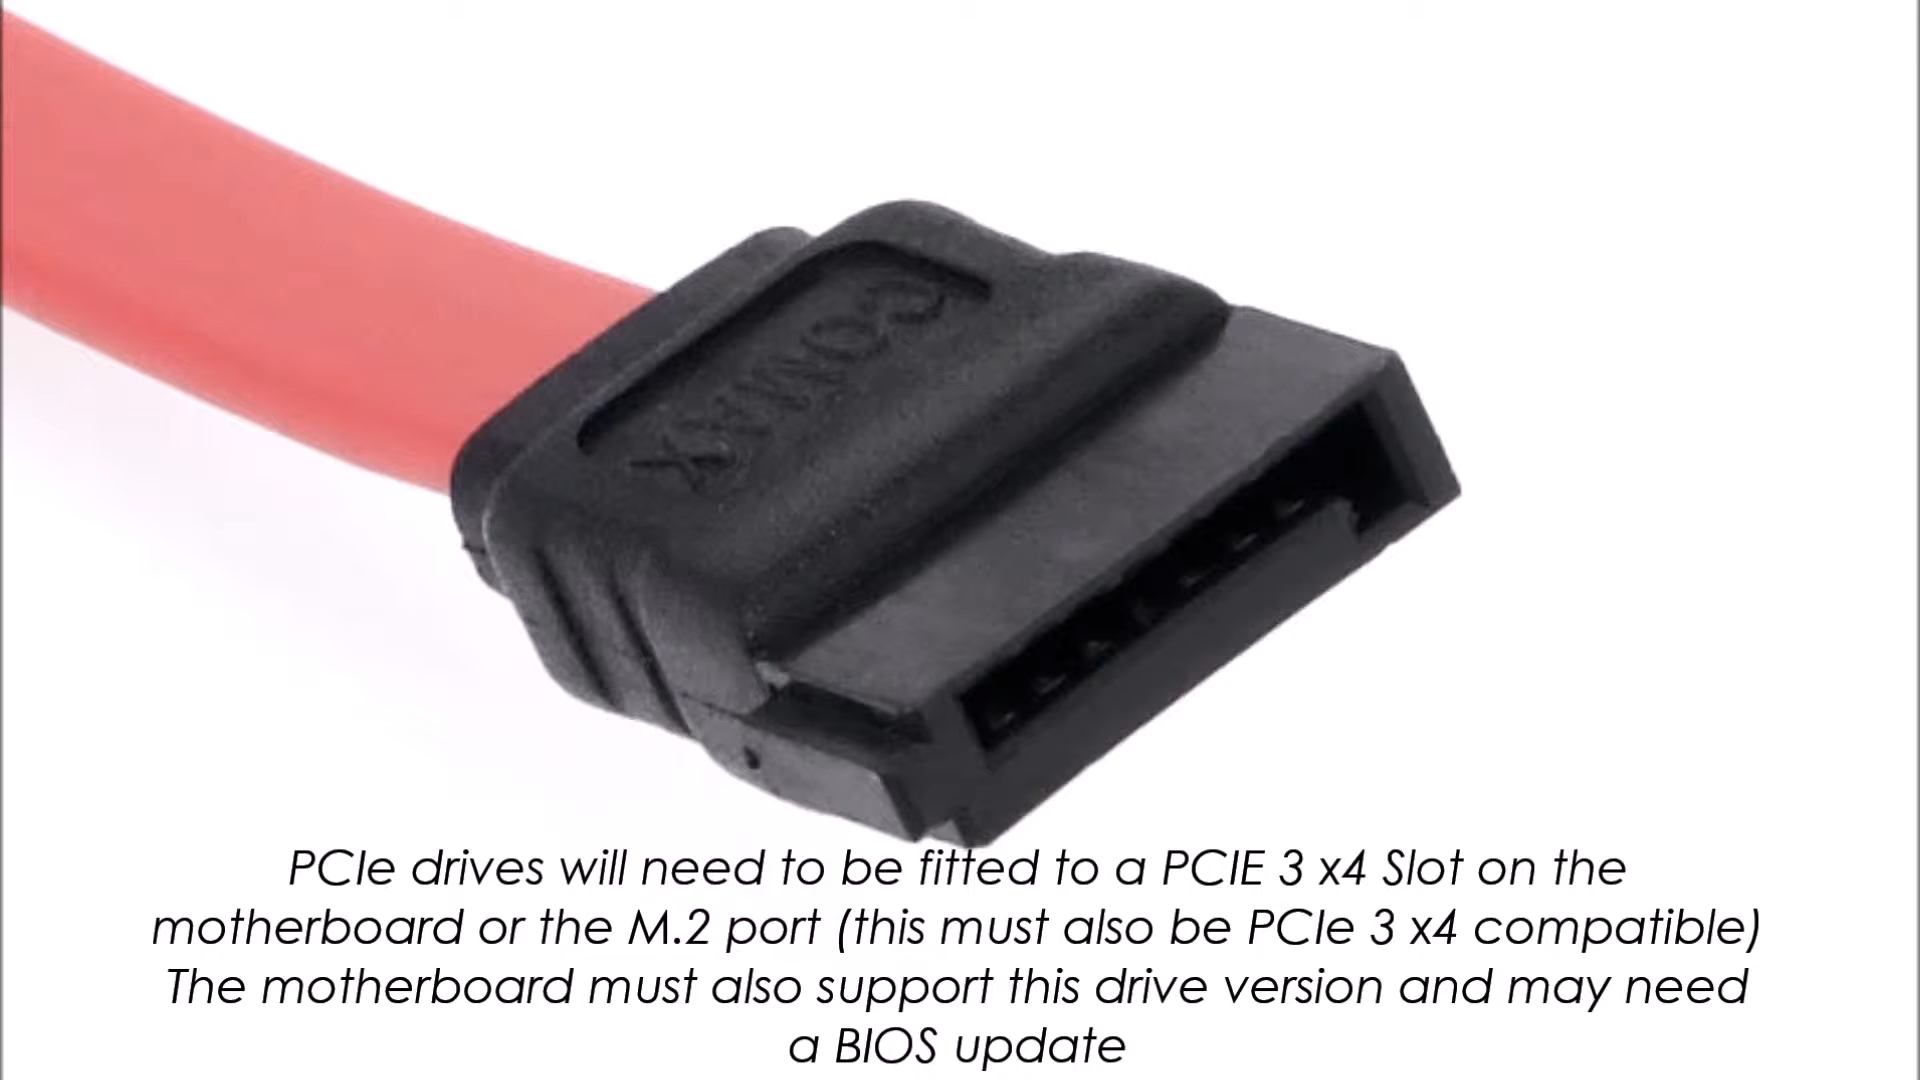 COMAX
PCIe drives will need to be fitted to a PCIE 3 x4 Slot on the
motherboard or the M.2 port (this must also be PCIe 3 x4 compatible)
The motherboard must also support this drive version and may need
a BIOS update